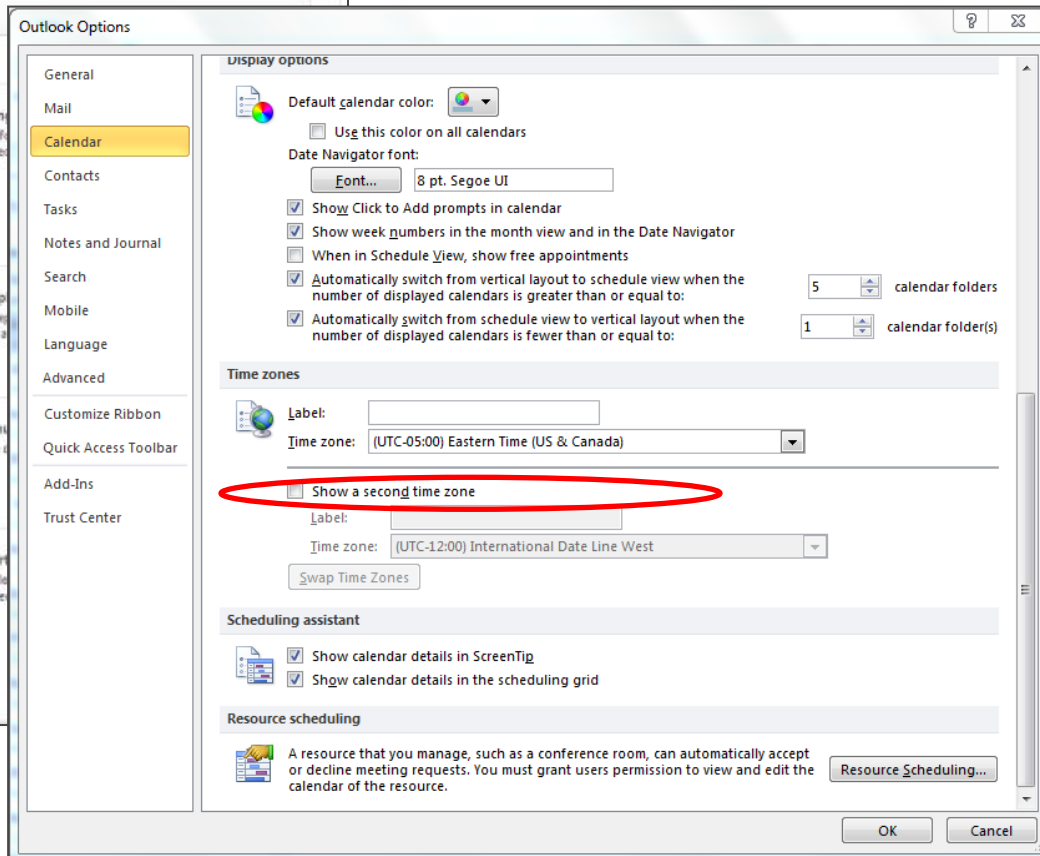 Outlook Options
General
Mail
Calendar
Contacts
Tasks
Notes and Journal
Search
Mobile
Language
Advanced
Customize Ribbon
Quick Access Toolbar
Add-Ins
Trust Center
Display options
Default calendar color:
Use this color on all calendars
Date Navigator font:
Font... 8 pt. Segoe UI
Show Click to Add prompts in calendar
Show week numbers in the month view and in the Date Navigator
When in Schedule View, show free appointments
Automatically switch from vertical layout to schedule view when the
number of displayed calendars is greater than or equal to: 5 calendar folders
Automatically switch from schedule view to vertical layout when the
number of displayed calendars is fewer than or equal to: 1 calendar folder(s)
Time zones
Label:
Time zone: (UTC-05:00) Eastern Time (US & Canada)
Show a second time zone
Label:
Time zone: (UTC-12:00) International Date Line West
Swap Time Zones
Scheduling assistant
Show calendar details in ScreenTip
Show calendar details in the scheduling grid
Resource scheduling
A resource that you manage, such as a conference room, can automatically accept
or decline meeting requests. You must grant users permission to view and edit the
calendar of the resource.
Resource Scheduling...
OK Cancel